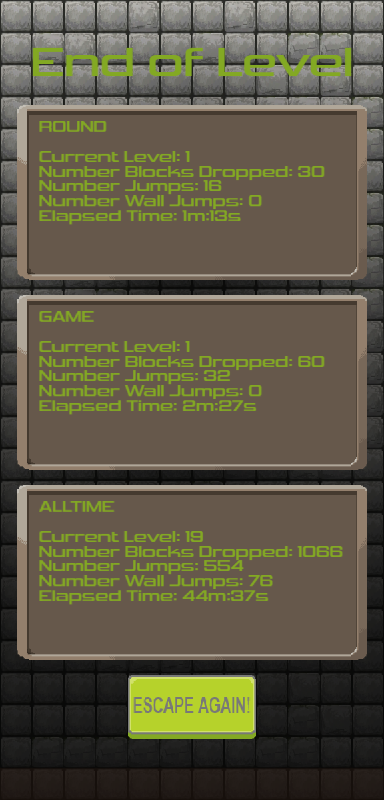 End of Level
ROUND
Current Level: 1
Number Blocks Dropped: 30
Number Jumps: 16
Number Wall Jumps: 0
Elapsed Time: 1m:13s
GAME
Current Level: 1
Number Blocks Dropped: 60
Number Jumps: 32
Number Wall Jumps: 0
Elapsed Time: 2m:27s
ALLTIME
Current Level: 19
Number Blocks Dropped: 1066
Number Jumps: 554
Number Wall Jumps: 76
Elapsed Time: 44m:37s
ESCAPE AGAIN!